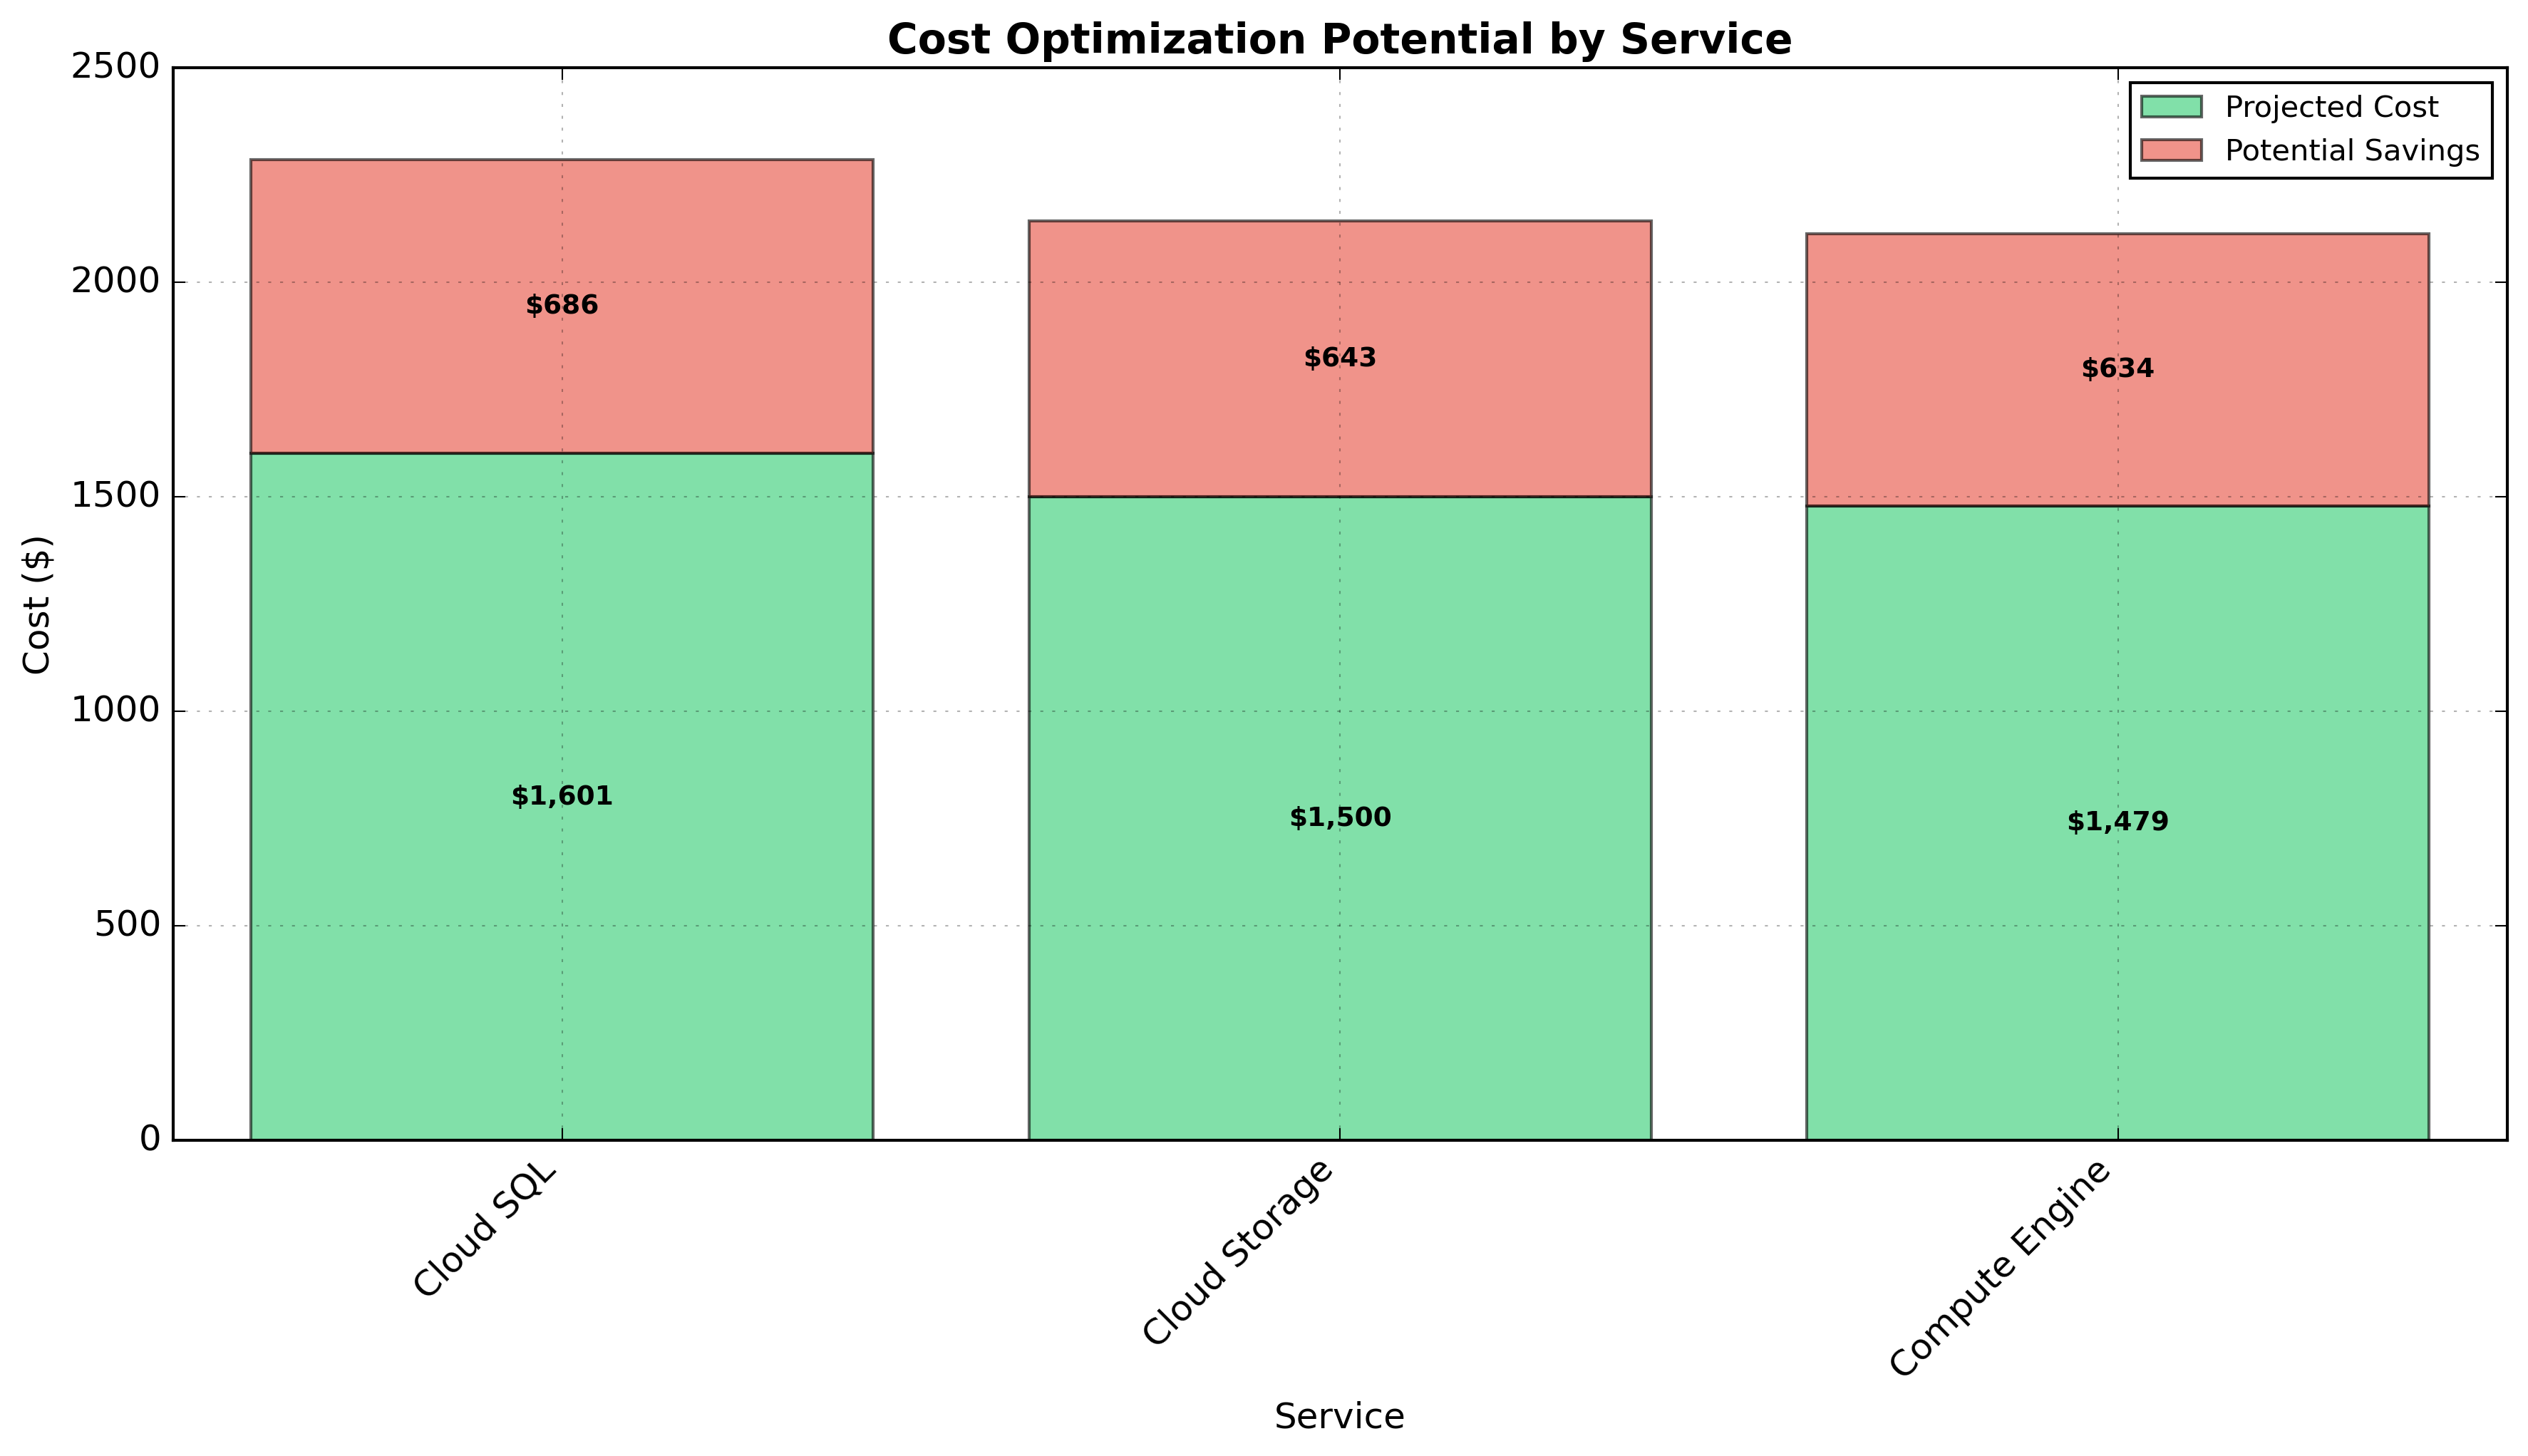 Cost Optimization Potential by Service
Projected Cost
Potential Savings
Cost ($)
2500
2000
1500
1000
500
0
$686
$643
$634
$1,601
$1,500
$1,479
Cloud SQL
Cloud Storage
Compute Engine
Service